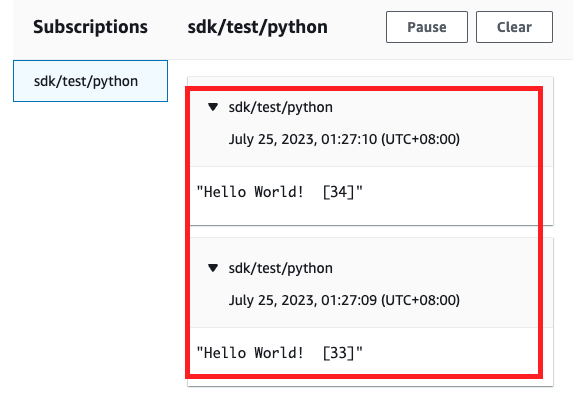 Subscriptions
sdk/test/python
Pause
Clear
sdk/test/python
sdk/test/python
July 25, 2023, 01:27:10 (UTC+08:00)
"Hello World!  [34]"
sdk/test/python
July 25, 2023, 01:27:09 (UTC+08:00)
"Hello World!  [33]"